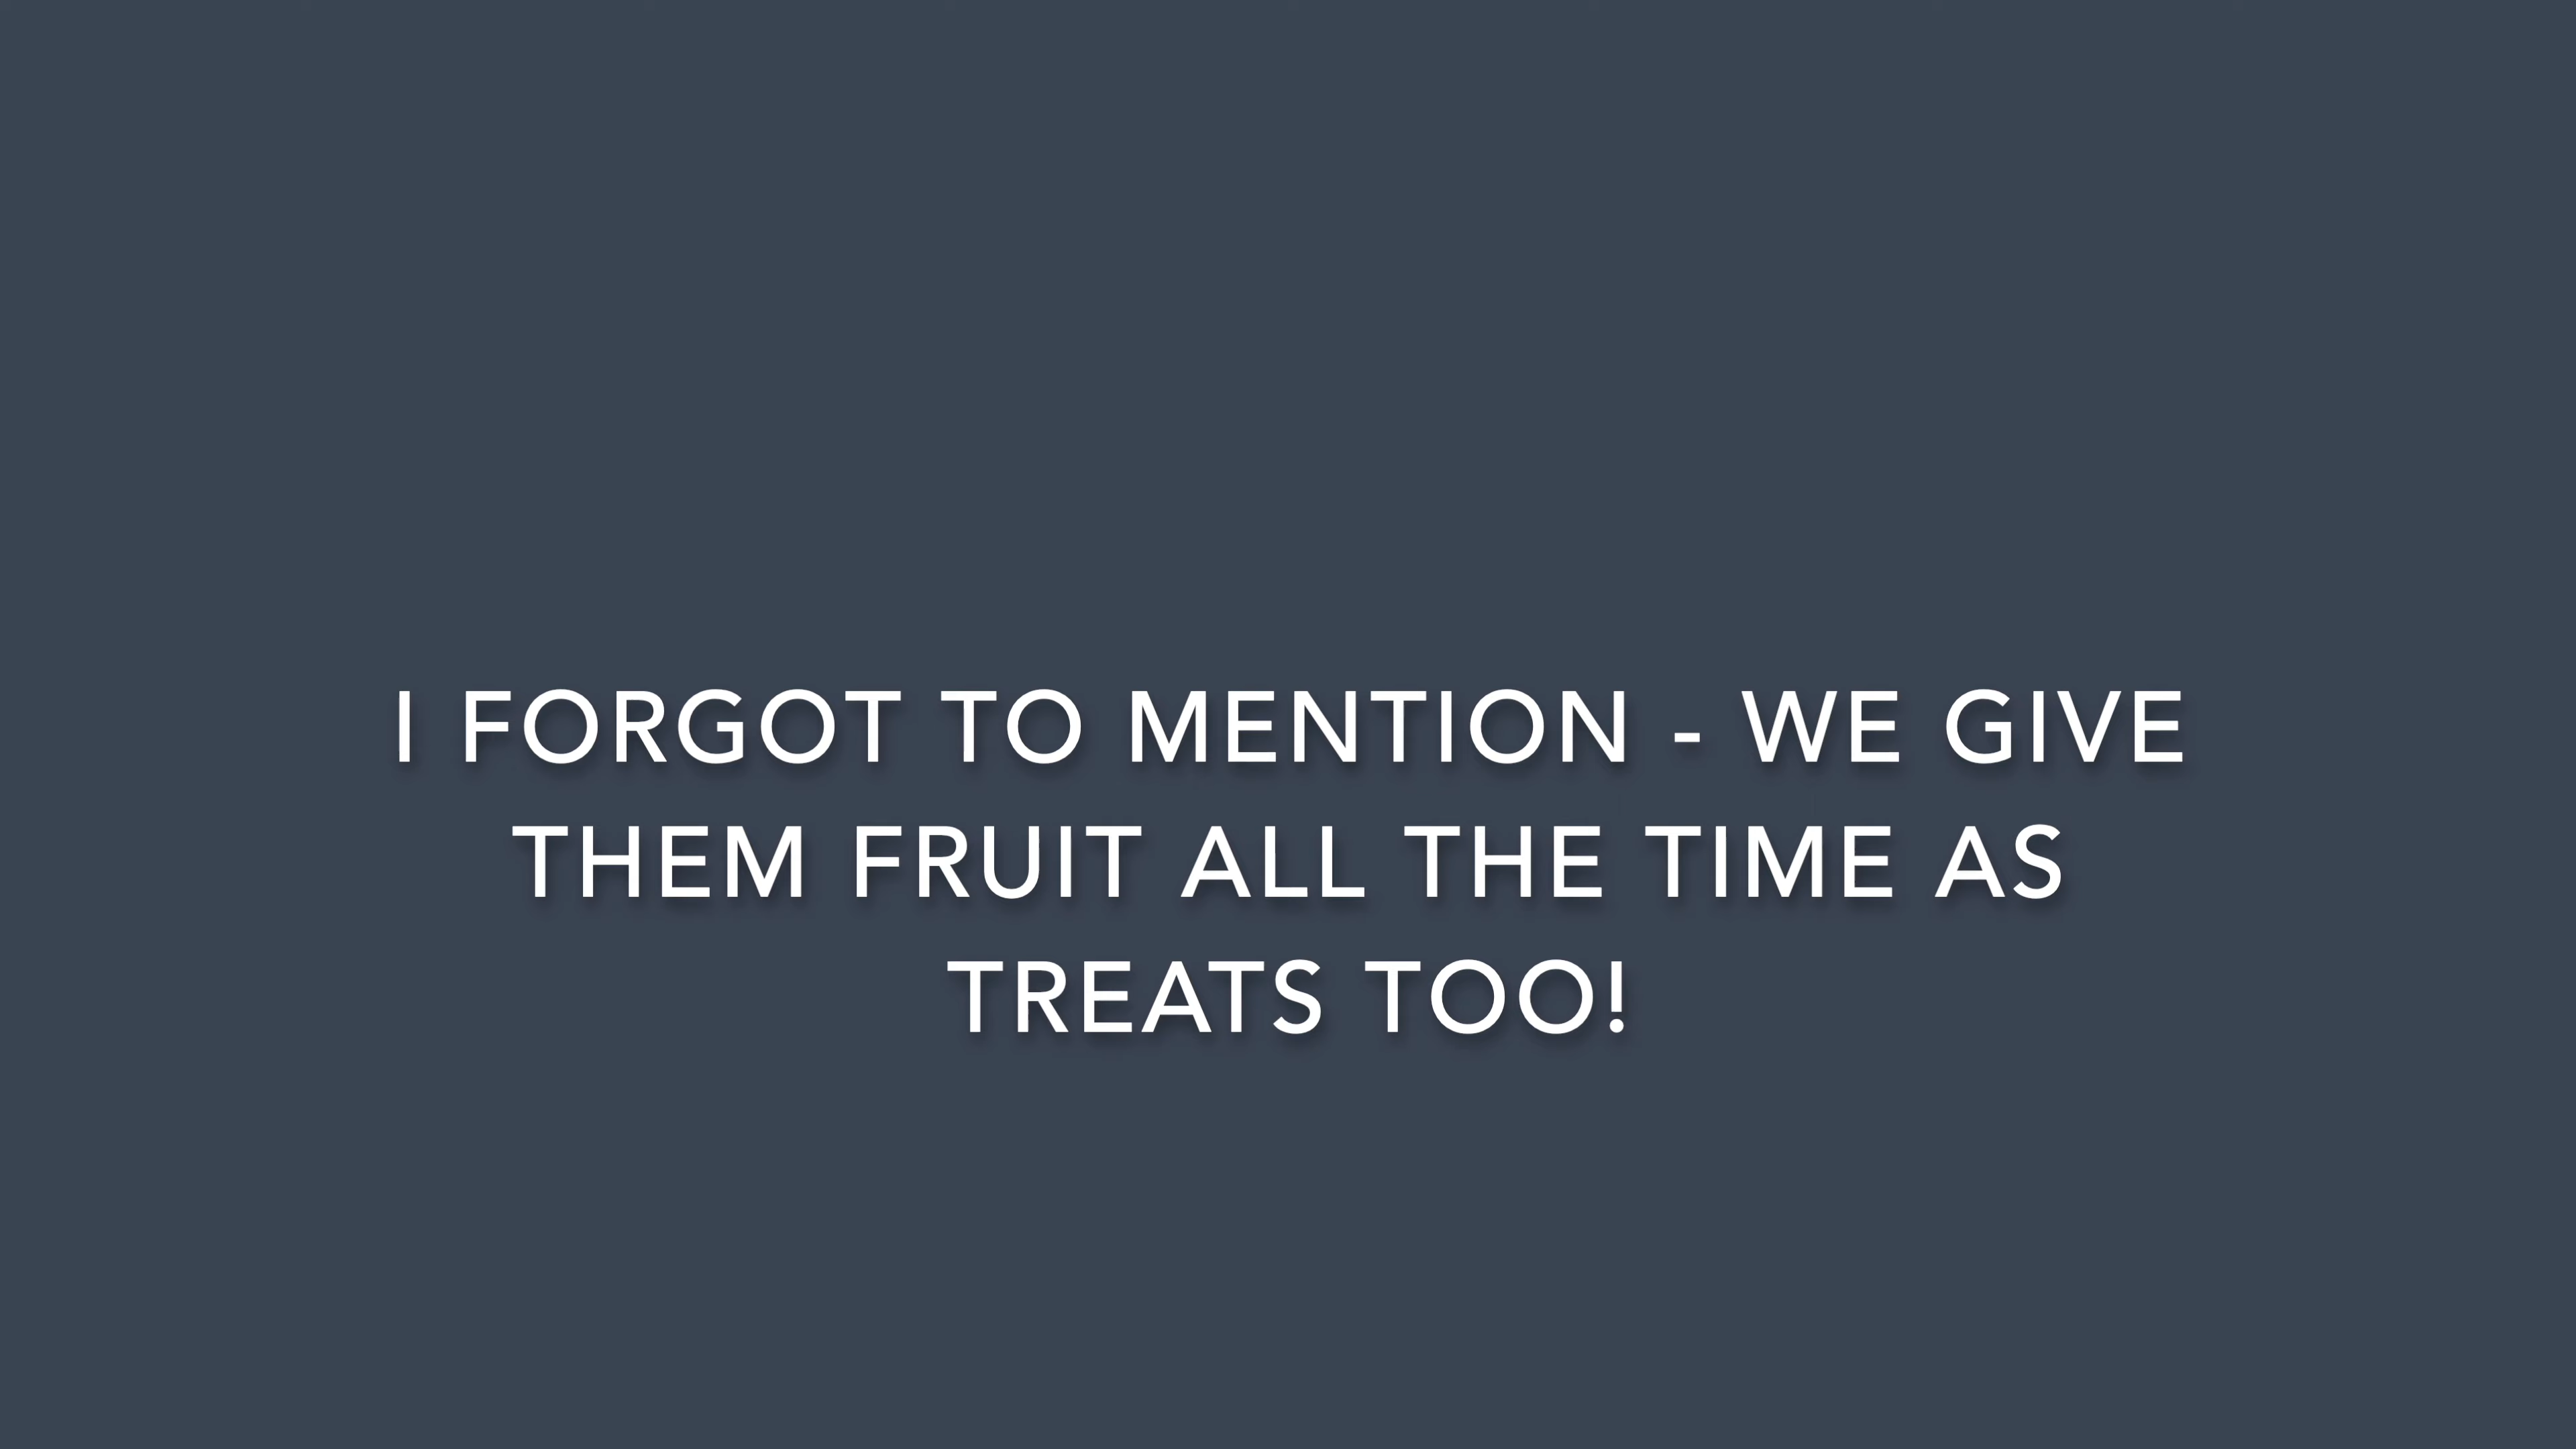 I FORGOT TO MENTION - WE GIVE
THEM FRUIT ALL THE TIME AS
TREATS TOO!